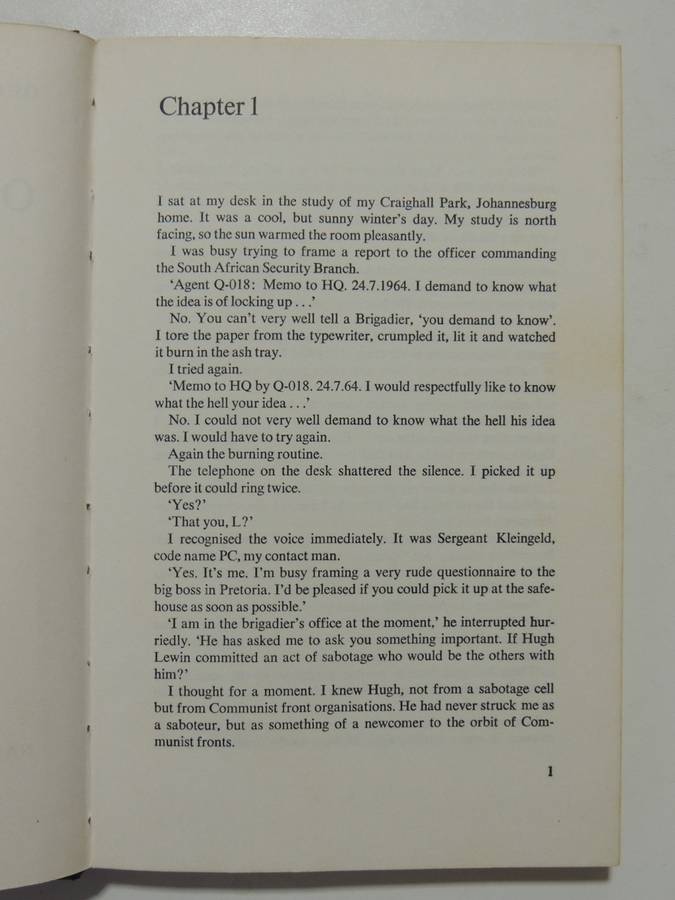 Chapter 1
I sat at my desk in the study of my Craighall Park, Johannesburg
home. It was a cool, but sunny winter's day. My study is north
facing, so the sun warmed the room pleasantly.
I was busy trying to frame a report to the officer commanding
the South African Security Branch.
‘Agent Q-018: Memo to HQ. 24.7.1964. I demand to know what
the idea is of locking up . . .’
No. You can't very well tell a Brigadier, ‘you demand to know’.
I tore the paper from the typewriter, crumpled it, lit it and watched
it burn in the ash tray.
I tried again.
‘Memo to HQ by Q-018. 24.7.64. I would respectfully like to know
what the hell your idea . . .’
No. I could not very well demand to know what the hell his idea
was. I would have to try again.
Again the burning routine.
The telephone on the desk shattered the silence. I picked it up
before it could ring twice.
‘Yes?’
‘That you, L?’
I recognised the voice immediately. It was Sergeant Kleingeld,
code name PC, my contact man.
‘Yes. It's me. I'm busy framing a very rude questionnaire to the
big boss in Pretoria. I'd be pleased if you could pick it up at the safe-
house as soon as possible.’
‘I am in the brigadier's office at the moment,’ he interrupted hur-
riedly. ‘He has asked me to ask you something important. If Hugh
Lewin committed an act of sabotage who would be the others with
him?’
I thought for a moment. I knew Hugh, not from a sabotage cell
but from Communist front organisations. He had never struck me as
a saboteur, but as something of a newcomer to the orbit of Com-
munist fronts.
1